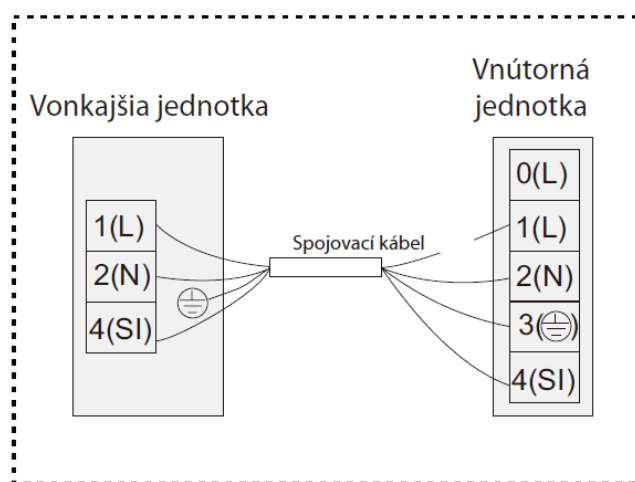 Vonkajšia jednotka
1(L)
2(N)
4(SI)
Spojovací kábel
Vnútorná
jednotka
0(L)
1(L)
2(N)
3(⏚)
4(SI)